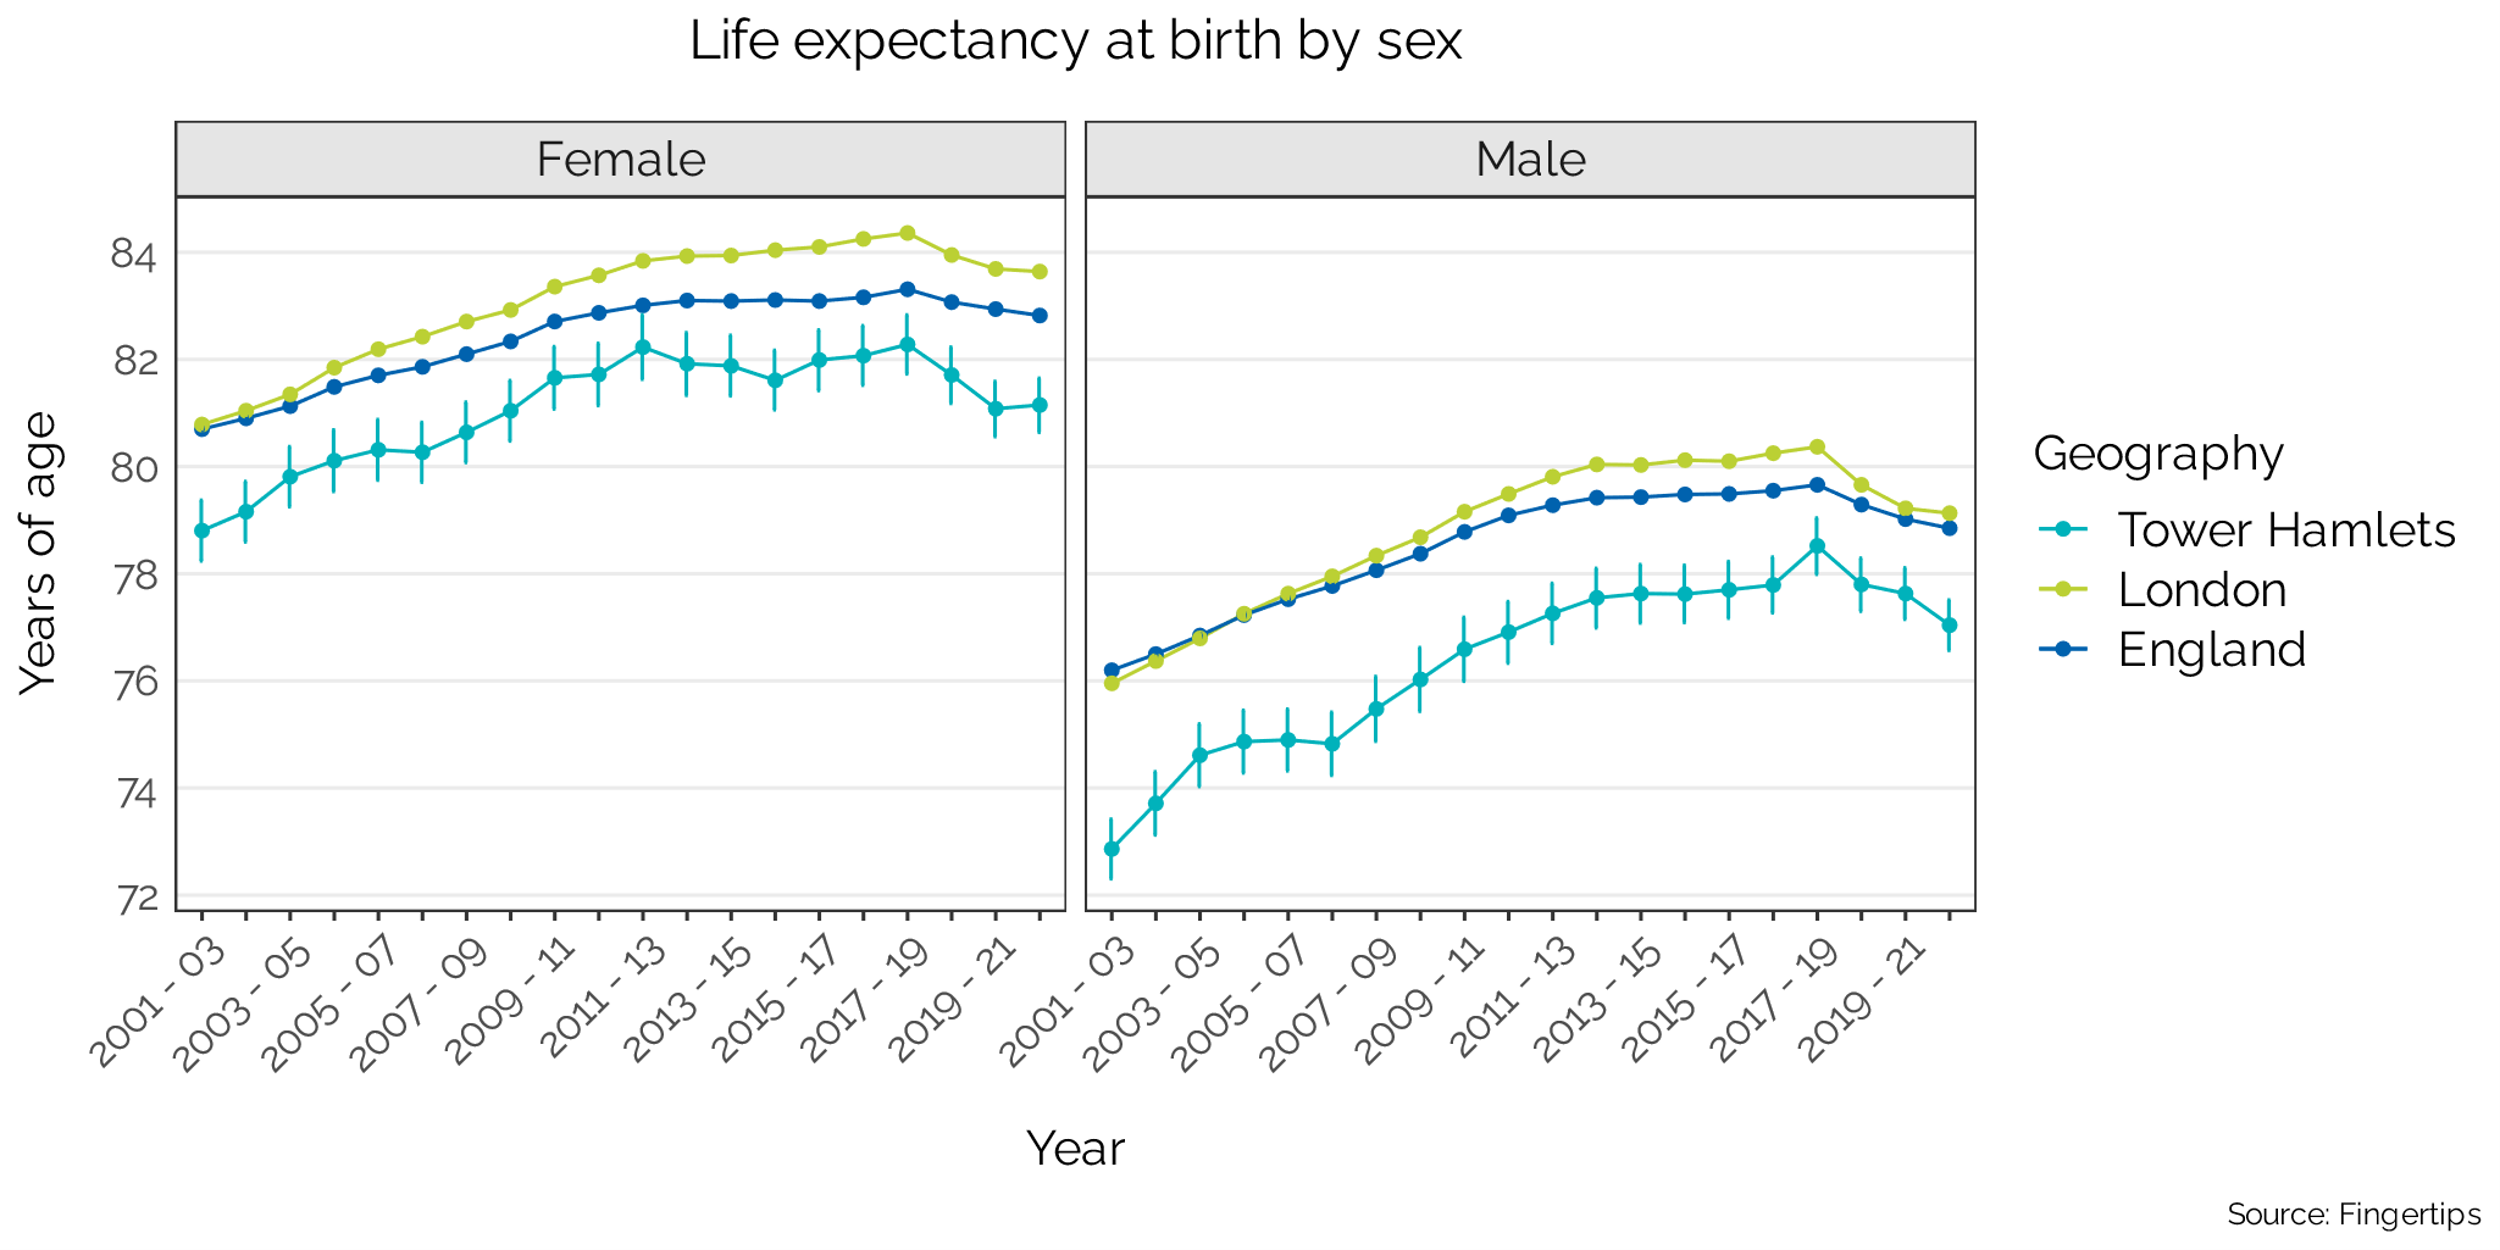 Life expectancy at birth by sex
Female
Male
84
82
80
78
76
74
72
Years of age
2001 - 03
2003 - 05
2005 - 07
2007 - 09
2009 - 11
2011 - 13
2013 - 15
2015 - 17
2017 - 19
2019 - 21
2001 - 03
2003 - 05
2005 - 07
2007 - 09
2009 - 11
2011 - 13
2013 - 15
2015 - 17
2017 - 19
2019 - 21
Year
Geography
Tower Hamlets
London
England
Source: Fingertips